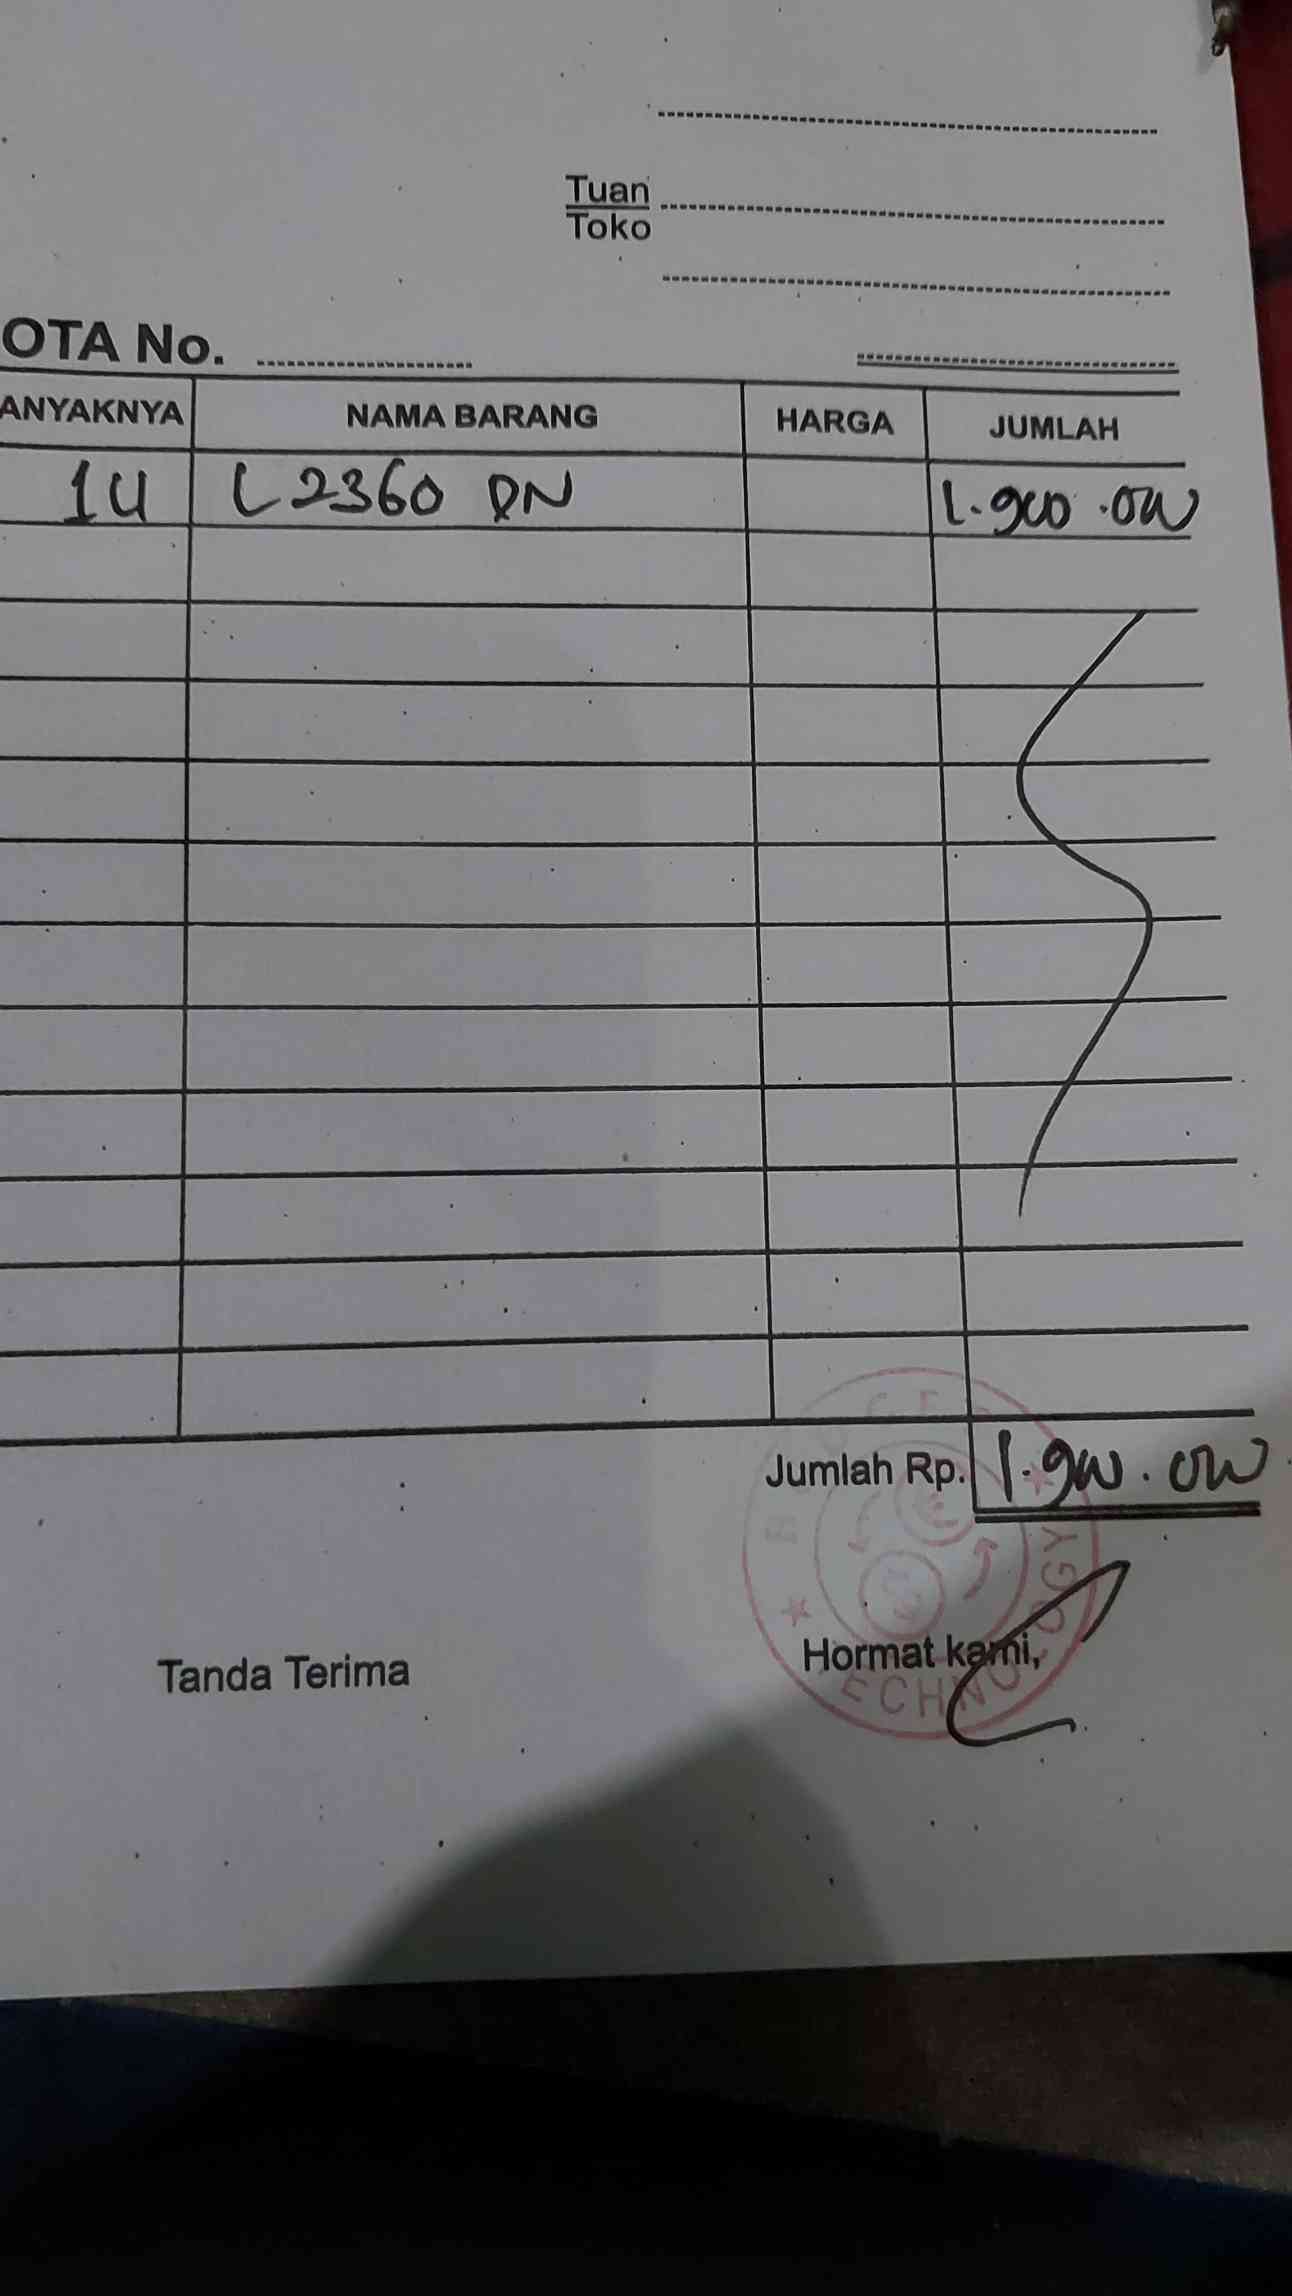 Tuan
Toko
OTA No.
ANYAKNYA NAMA BARANG HARGA JUMLAH
1U L2360 DN 1.900.000
Jumlah Rp. 1.900.000
Tanda Terima Hormat kami,